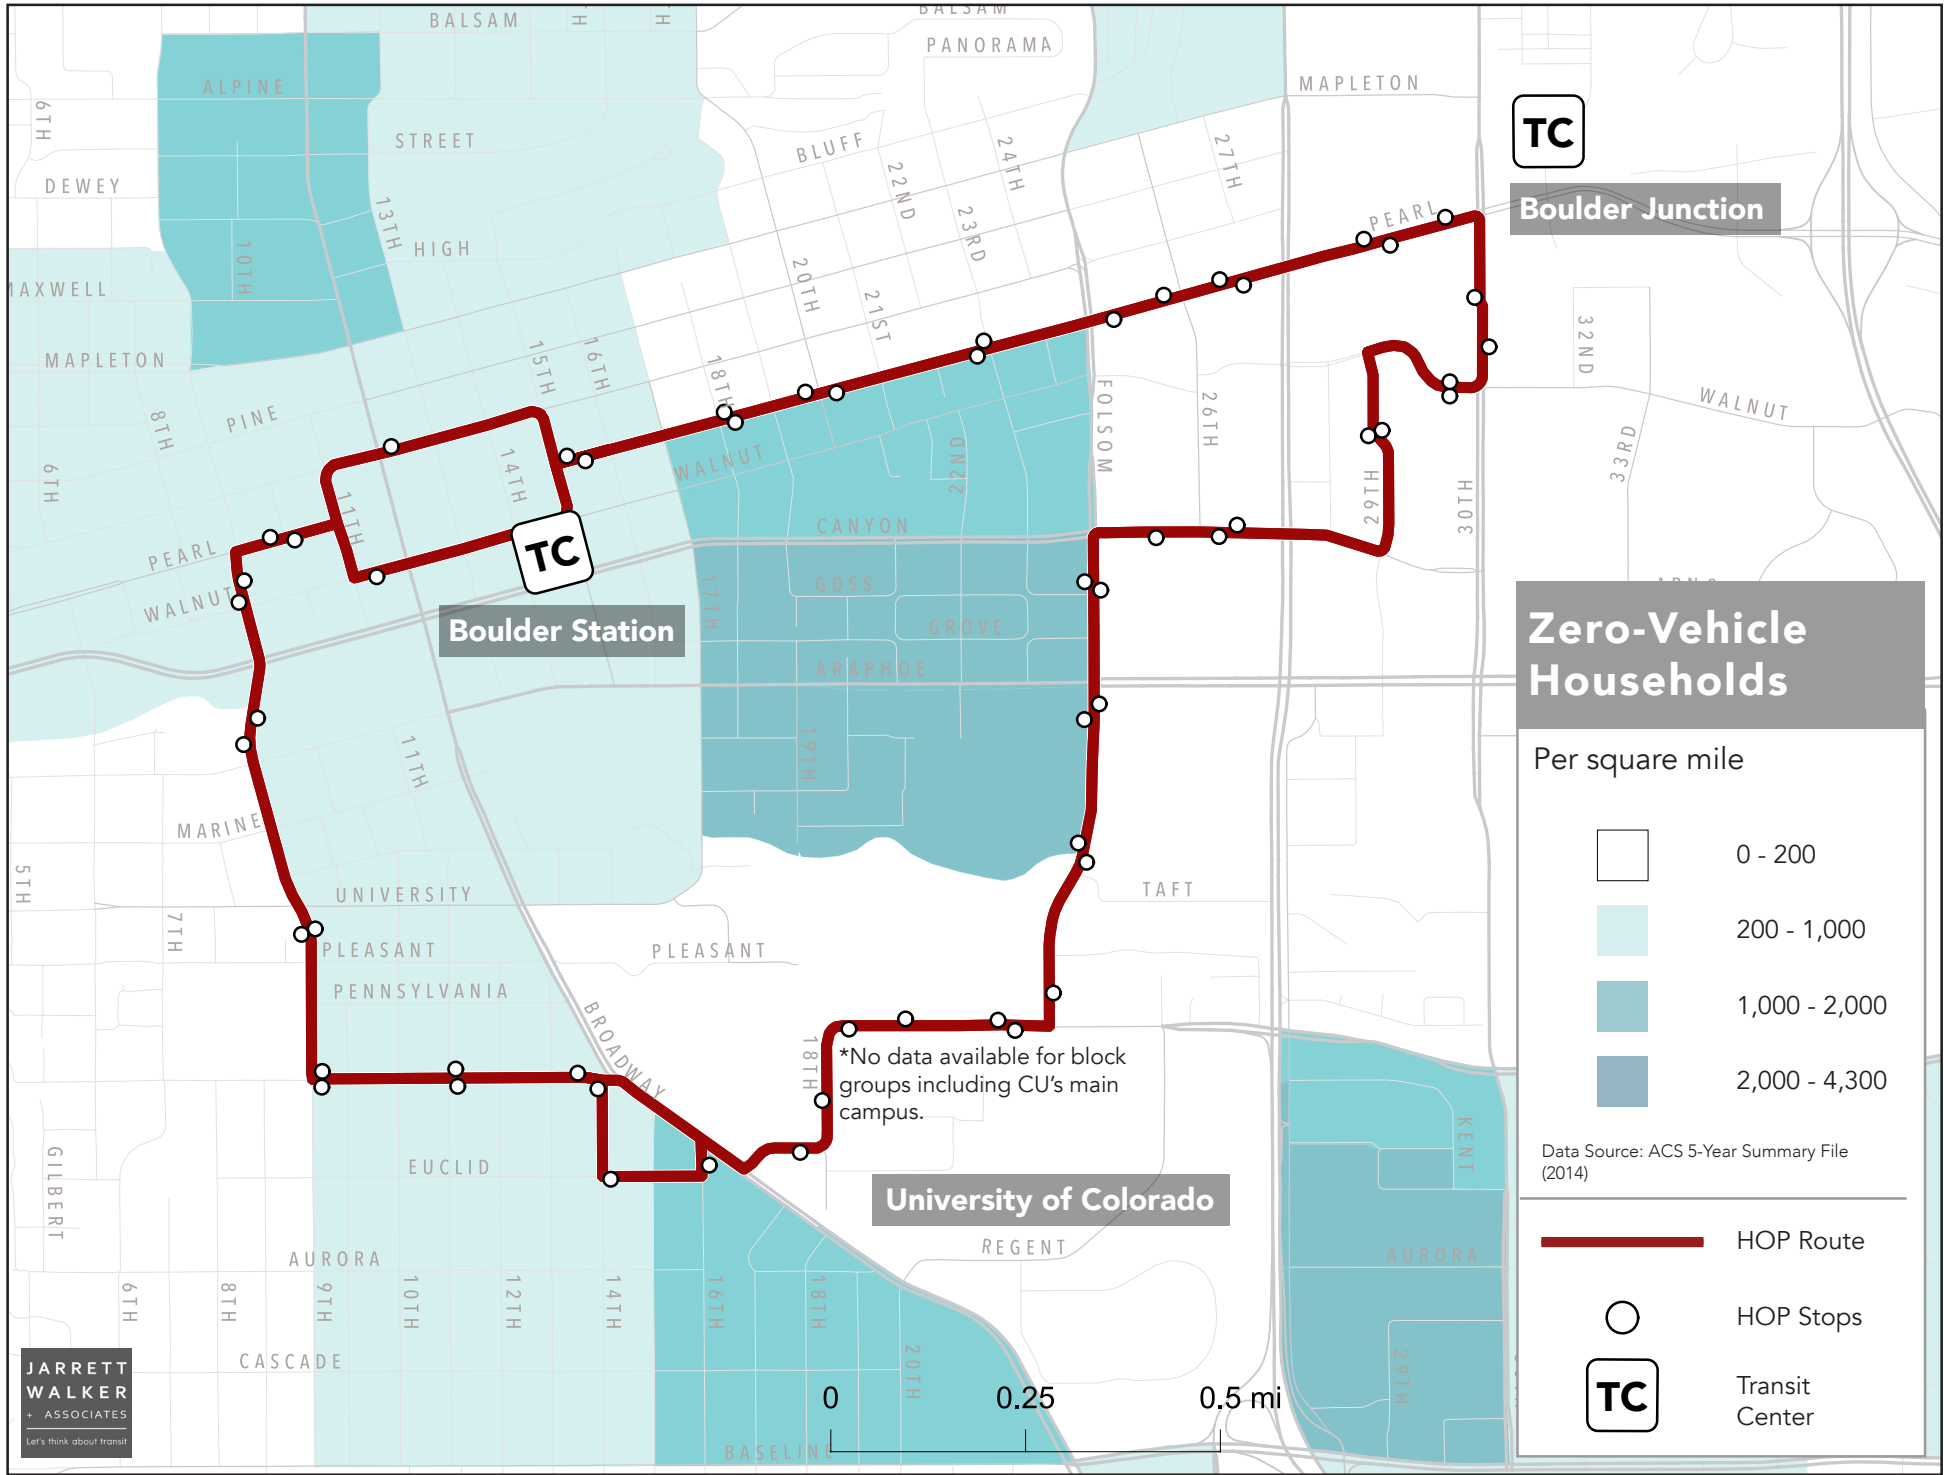 BALSAM
BALSAM
PANORAMA
MAPLETON
ALPINE
6TH
STREET
BLUFF
24TH
27TH
TC
DEWEY
22ND
13TH
23RD
PEARL
Boulder Junction
10TH
HIGH
20TH
MAXWELL
21ST
32ND
MAPLETON
15TH
16TH
18TH
FOLSOM
26TH
WALNUT
8TH
PINE
33RD
6TH
14TH
WALNUT
22ND
29TH
30TH
11TH
CANYON
PEARL
TC
WALNUT
17TH
GOSS
Boulder Station
GROVE
ARAPHOE
Zero-Vehicle
Households
11TH
19TH
Per square mile
MARINE
0 - 200
5TH
UNIVERSITY
TAFT
7TH
200 - 1,000
PLEASANT
PLEASANT
PENNSYLVANIA
1,000 - 2,000
BROADWAY
18TH
*No data available for block
groups including CU's main
campus.
2,000 - 4,300
KENT
GILBERT
EUCLID
Data Source: ACS 5-Year Summary File
(2014)
University of Colorado
REGENT
AURORA
AURORA
HOP Route
6TH
8TH
9TH
10TH
12TH
14TH
16TH
18TH
HOP Stops
20TH
29TH
CASCADE
JARRETT
WALKER
+ ASSOCIATES
Let's think about transit
0 0.25 0.5 mi
TC
Transit
Center
BASELINE